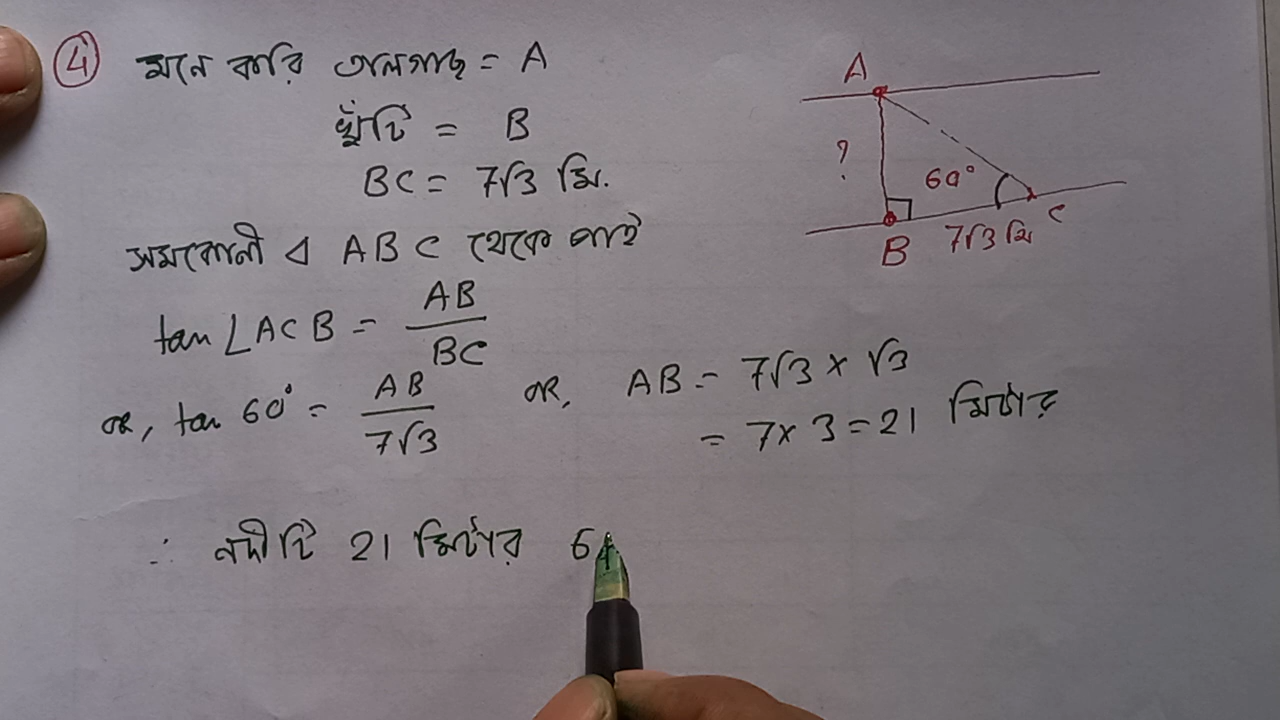 4 মনে করি তালগাছ = A
খুঁটি = B
BC = 7√3 মি.
সমকোনী △ ABC থেকে পাই
tan ∠ACB = AB/BC
or, tan 60° = AB/7√3 or, AB = 7√3 × √3
= 7 × 3 = 21 মিটার
∴ নদীটি 21 মিটার
A
?
60°
B 7√3 মি C